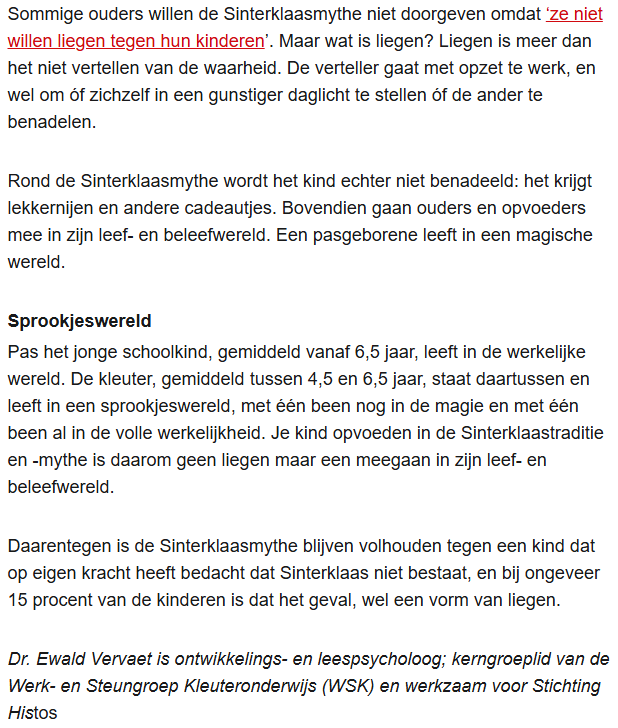 Sommige ouders willen de Sinterklaasmythe niet doorgeven omdat ‘ze niet
willen liegen tegen hun kinderen’. Maar wat is liegen? Liegen is meer dan
het niet vertellen van de waarheid. De verteller gaat met opzet te werk, en
wel om óf zichzelf in een gunstiger daglicht te stellen óf de ander te
benadelen.

Rond de Sinterklaasmythe wordt het kind echter niet benadeeld: het krijgt
lekkernijen en andere cadeautjes. Bovendien gaan ouders en opvoeders
mee in zijn leef- en beleefwereld. Een pasgeborene leeft in een magische
wereld.

Sprookjeswereld
Pas het jonge schoolkind, gemiddeld vanaf 6,5 jaar, leeft in de werkelijke
wereld. De kleuter, gemiddeld tussen 4,5 en 6,5 jaar, staat daartussen en
leeft in een sprookjeswereld, met één been nog in de magie en met één
been al in de volle werkelijkheid. Je kind opvoeden in de Sinterklaastraditie
en -mythe is daarom geen liegen maar een meegaan in zijn leef- en
beleefwereld.

Daarentegen is de Sinterklaasmythe blijven volhouden tegen een kind dat
op eigen kracht heeft bedacht dat Sinterklaas niet bestaat, en bij ongeveer
15 procent van de kinderen is dat het geval, wel een vorm van liegen.

Dr. Ewald Vervaet is ontwikkelings- en leespsycholoog; kerngroeplid van de
Werk- en Steungroep Kleuteronderwijs (WSK) en werkzaam voor Stichting
Histos